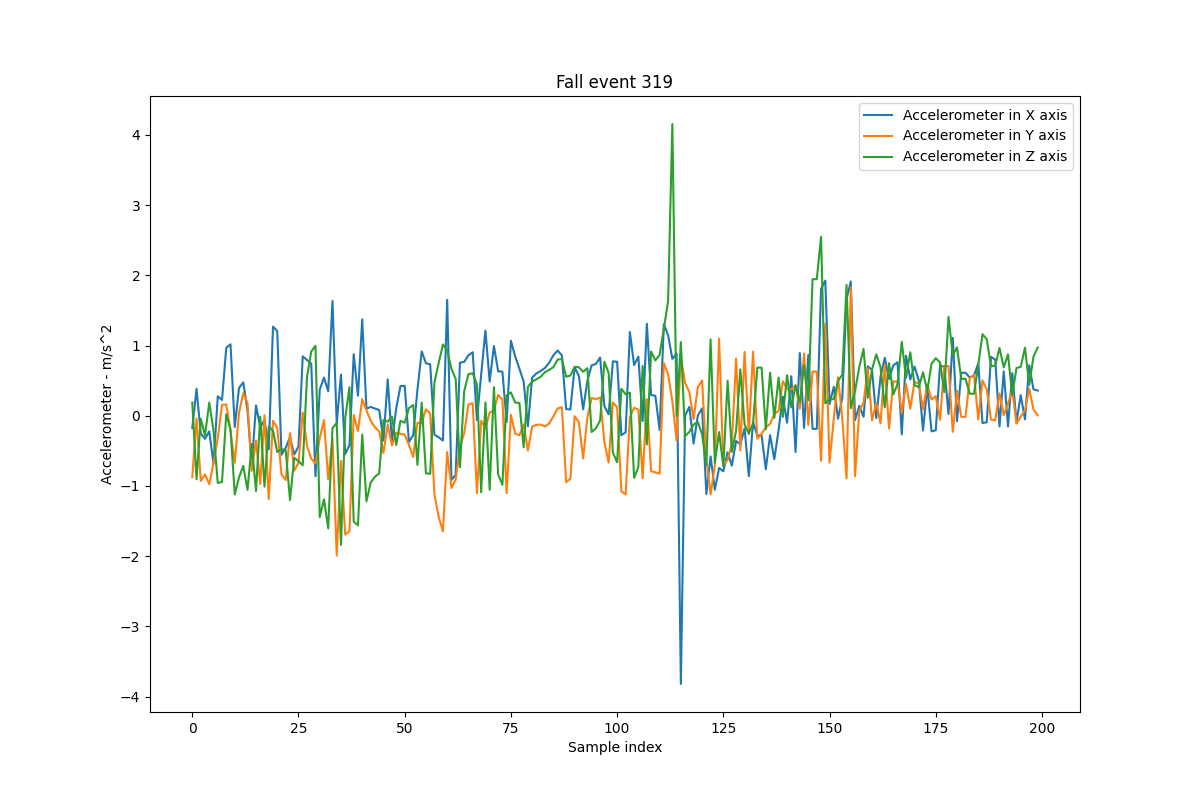 Fall event 319
Accelerometer in X axis
Accelerometer in Y axis
Accelerometer in Z axis
Accelerometer - m/s^2
4
3
2
1
0
−1
−2
−3
−4
0 25 50 75 100 125 150 175 200
Sample index